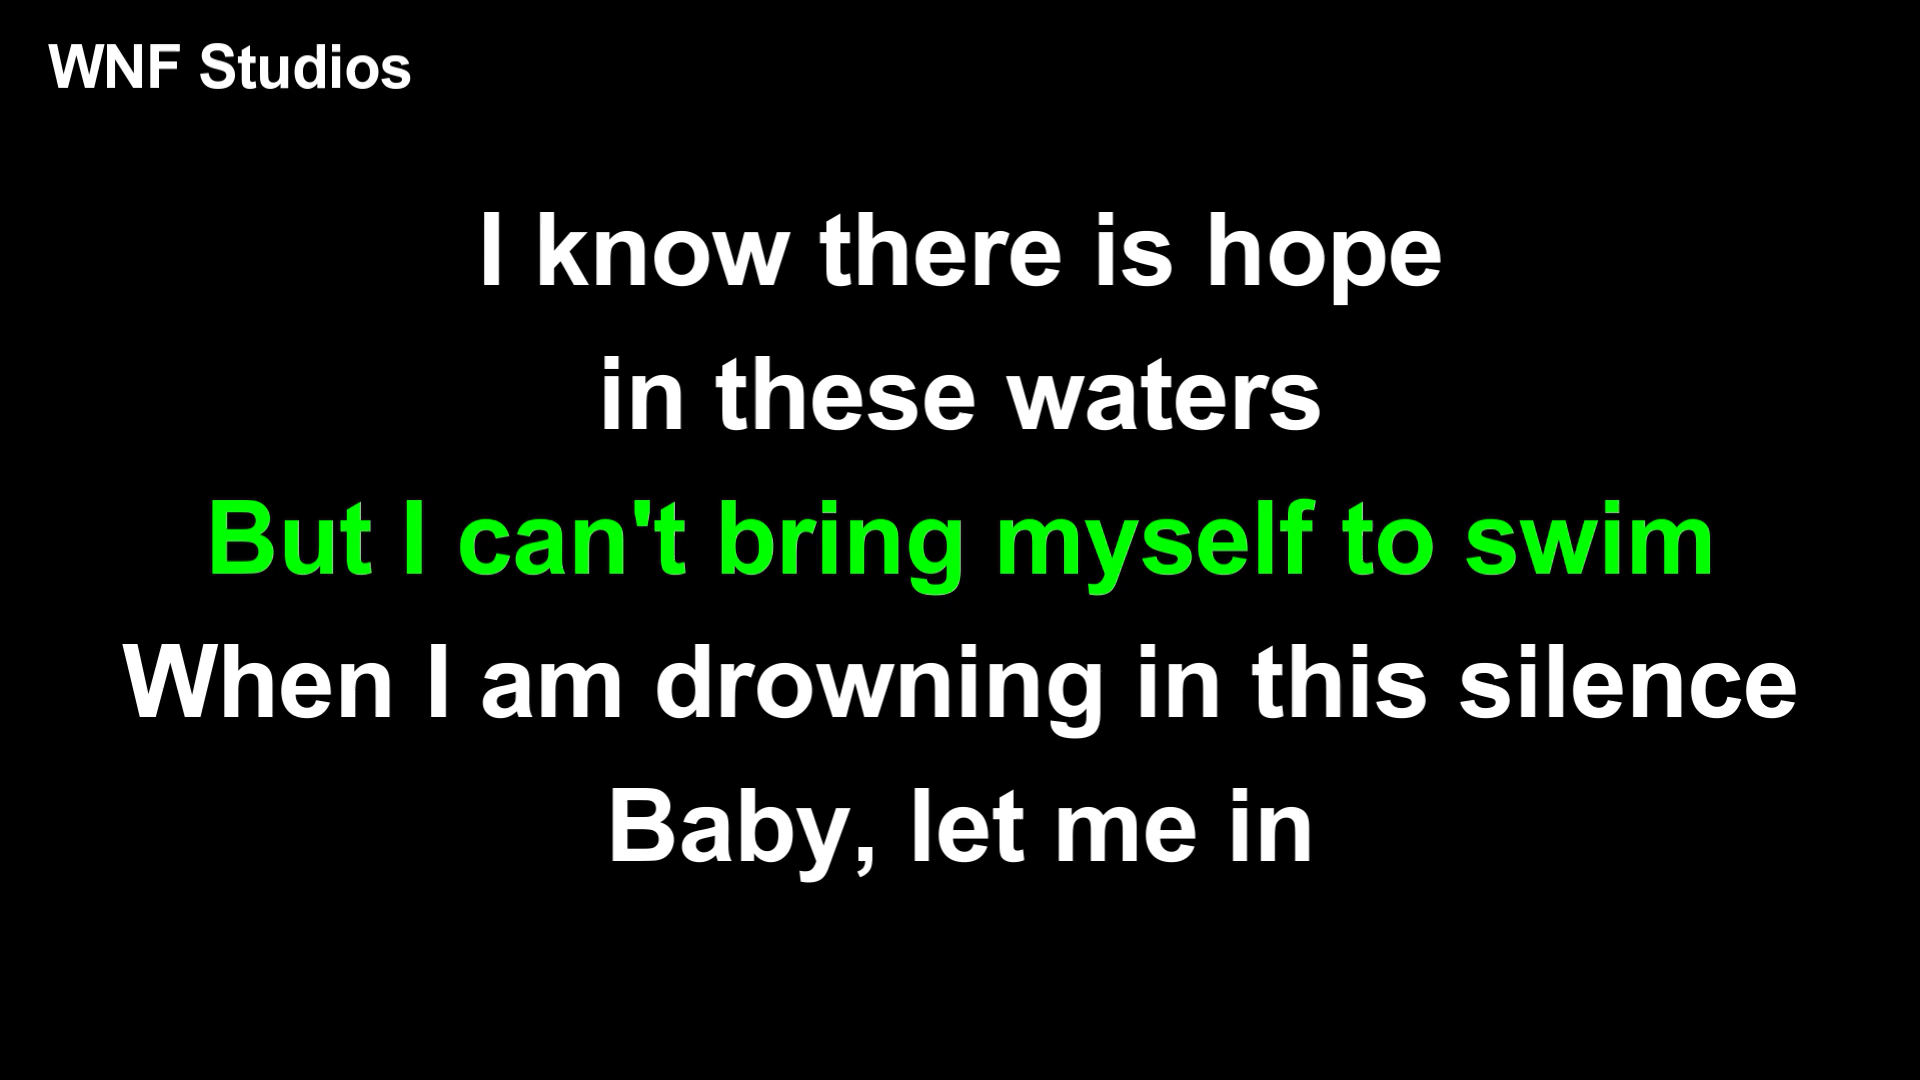 WNF Studios
I know there is hope
in these waters
But I can't bring myself to swim
When I am drowning in this silence
Baby, let me in